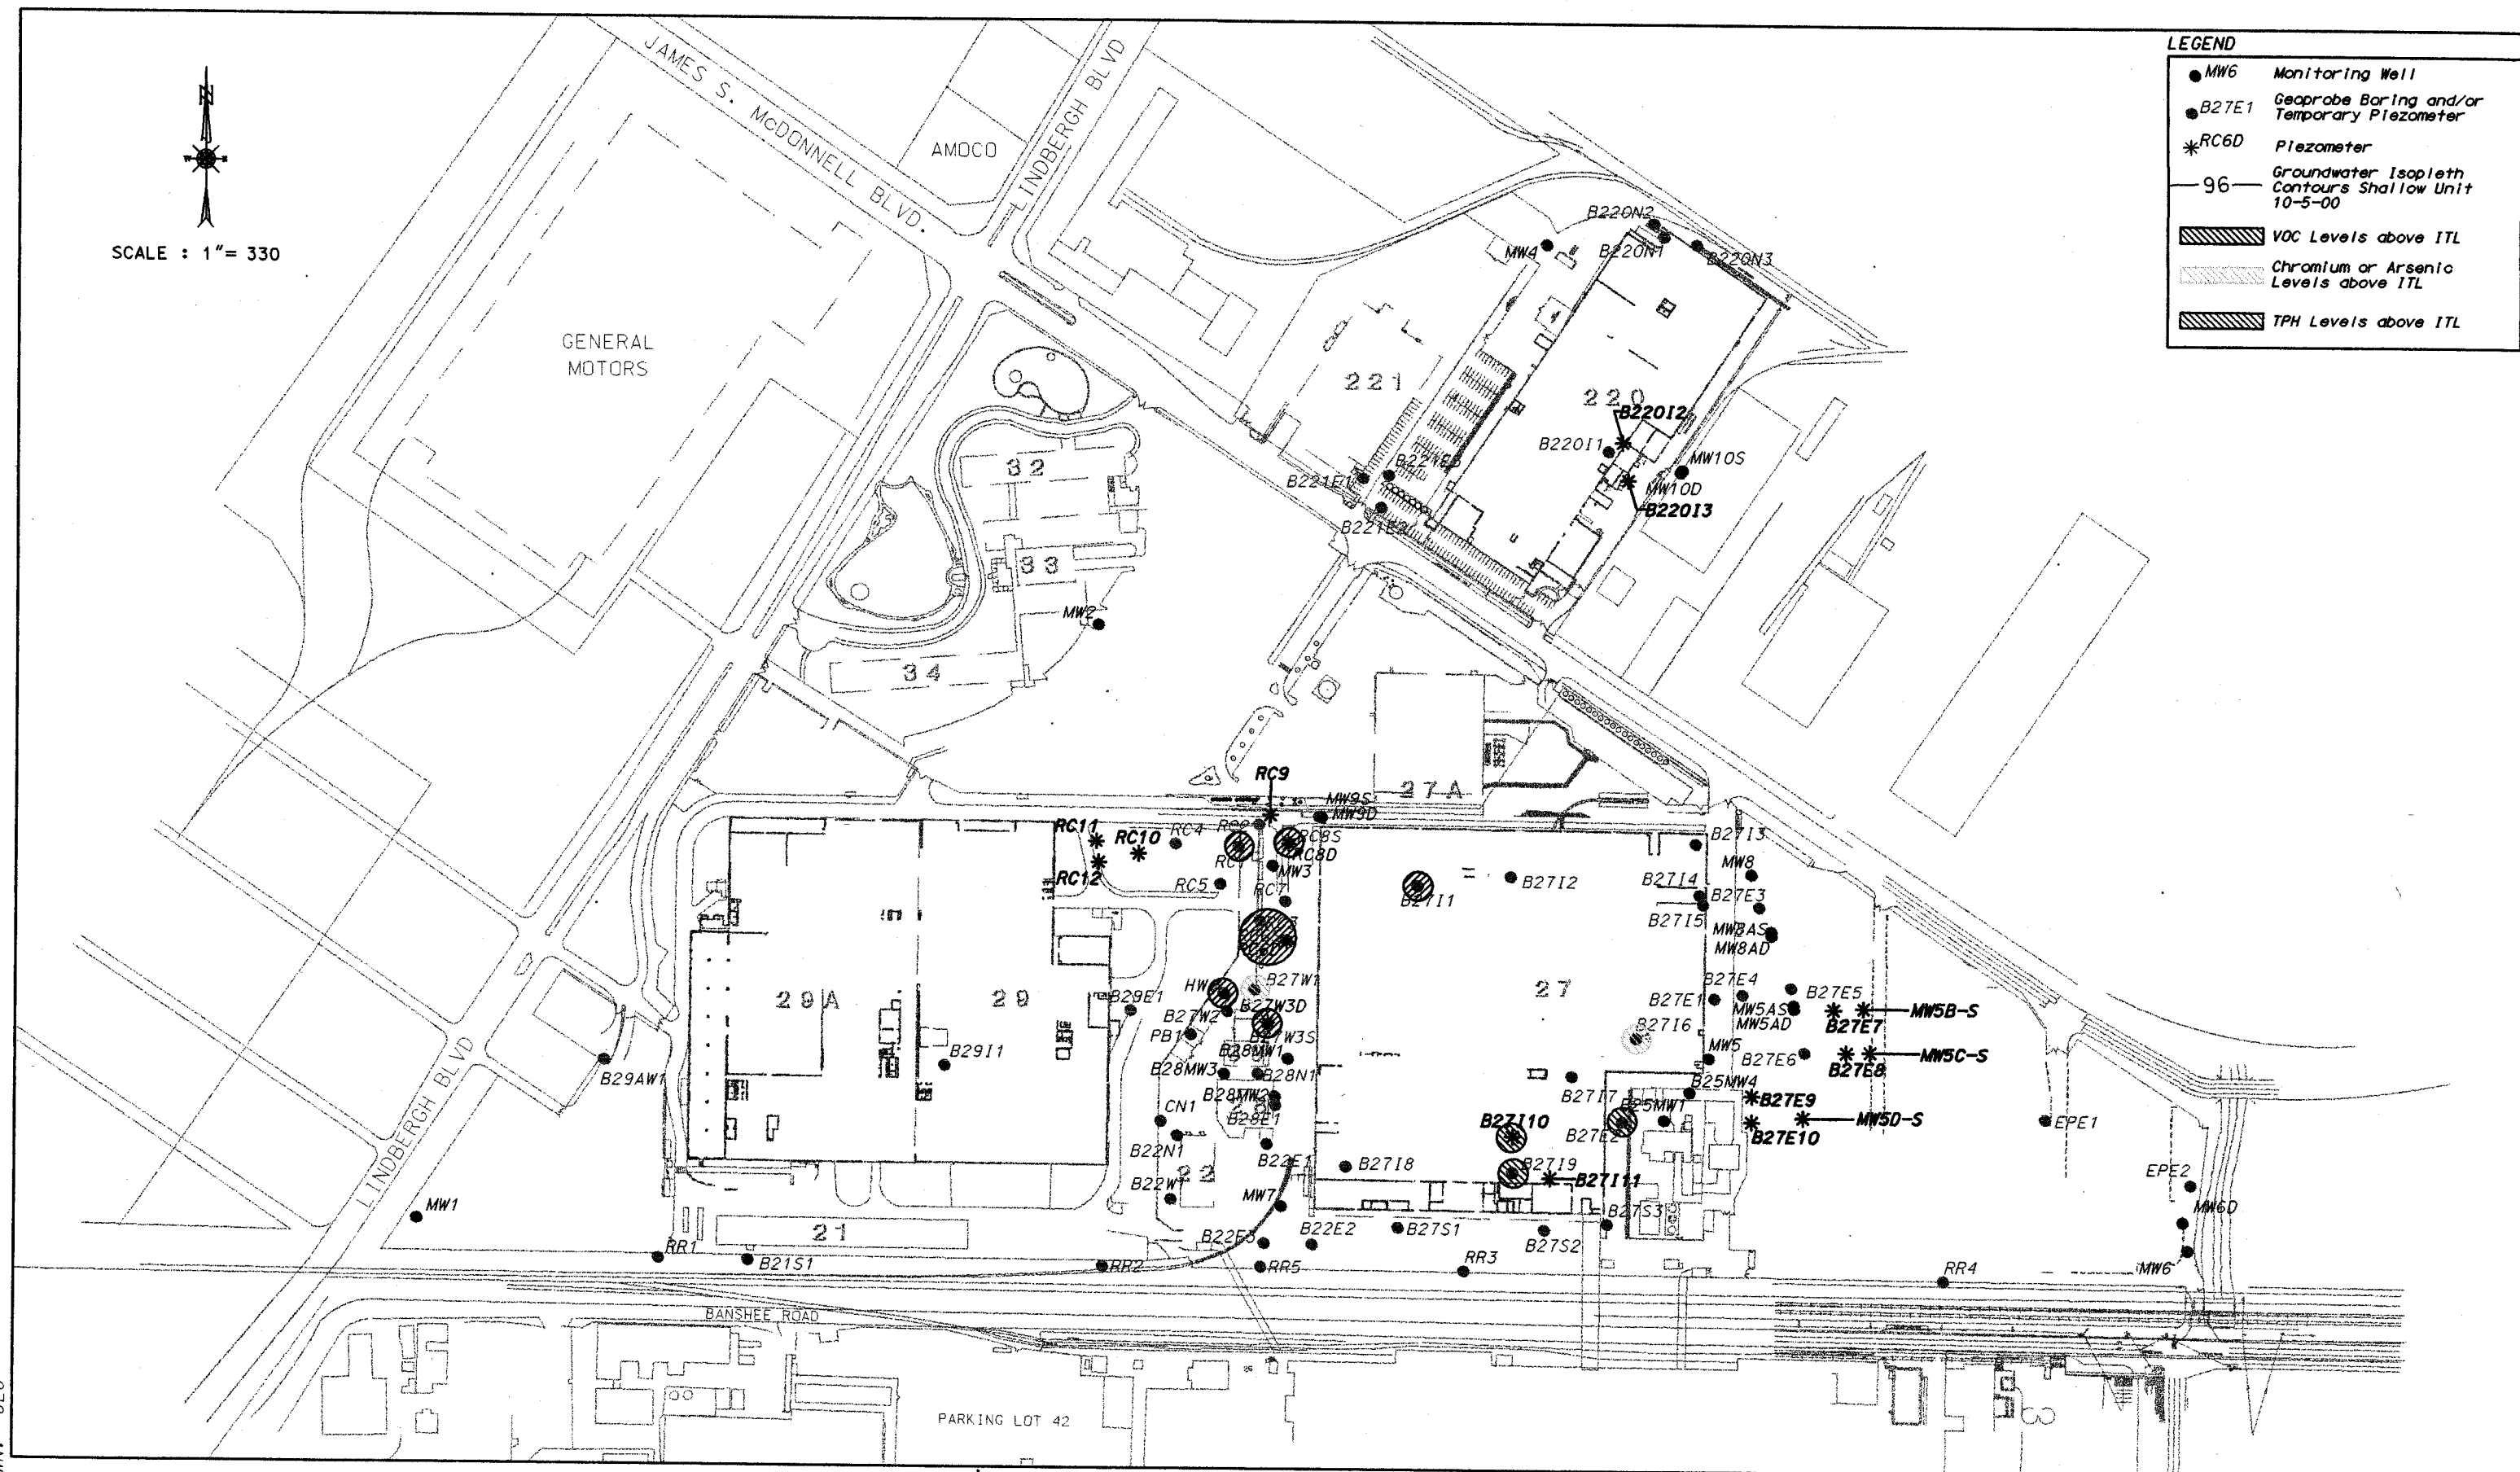 LEGEND
MW6 Monitoring Well
B27E1 Geoprobe Boring and/or
Temporary Piezometer
RC6D Piezometer
96 Groundwater Isopleth
Contours Shallow Unit
10-5-00
VOC Levels above ITL
Chromium or Arsenic
Levels above ITL
TPH Levels above ITL
N
W
SCALE : 1"= 330
JAMES S. McDONNELL BLVD.
LINDBERGH BLVD
AMOCO
GENERAL
MOTORS
B220N2
MW4
B220N1
B220N3
221
220
B220I2
B220I1
MW10S
B221E1
MW10D
B220I3
32
33
MW2
34
RC9
27A
MW9S
MW9D
RC11
RC10
RC4
RC8S
RC8D
RC12
RC5
MW3
RC7
B27I1
B27I2
B27I3
MW8
B27I4
B27E3
B27I5
MW8AS
MW8AD
B27W1
29A
29
B29E1
B27W2
B27W3D
27
B27E4
B27E1
B27E5
MW5AS
MW5AD
MW5B-S
B27E7
PB1
B27W3S
B27I6
B28MW1
B29I1
B29AW1
B28MW3
B28N1
MW5
B27E6
MW5C-S
B27E8
B25MW4
B27I7
B28MW2
CN1
B28E1
B27I10
B27E2
B25MW1
B27E9
MW5D-S
B27E10
EPE1
B22N1
B22E1
22
B27I8
B27I9
B27I11
EPE2
B22W1
MW7
MW1
MW6D
LINDBERGH BLVD
21
B22E2
B27S1
B27S2
B27S3
RR1
B21S1
RR2
RR5
RR3
RR4
MW6
BANSHEE ROAD
PARKING LOT 42
3